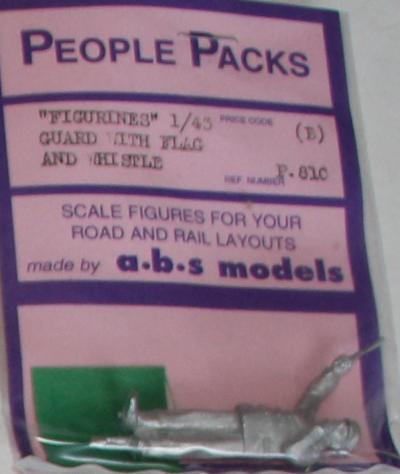 PEOPLE PACKS
"FIGURINES" 1/43 PRICE CODE (E)
GUARD WITH FLAG
AND WHISTLE
REF NUMBER P.810
SCALE FIGURES FOR YOUR
ROAD AND RAIL LAYOUTS
made by a·b·s models